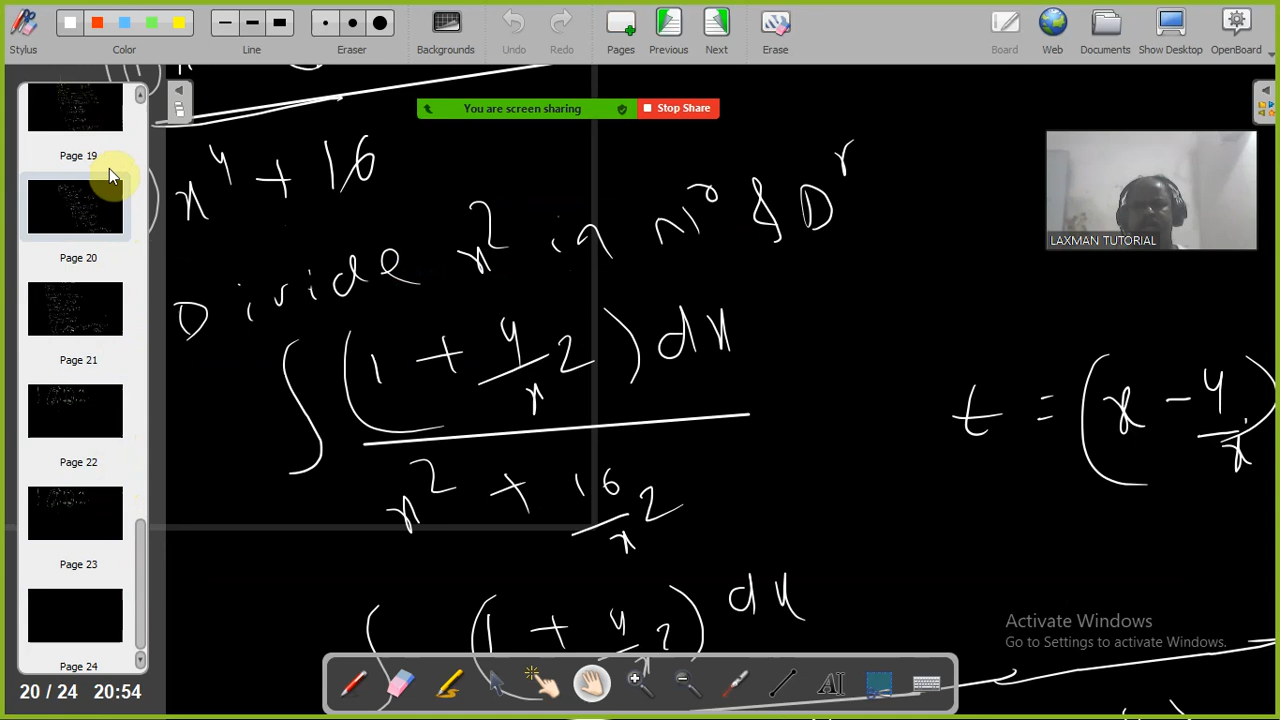 Stylus
Color
Line
Eraser
Backgrounds
Undo
Redo
Pages
Previous
Next
Erase
Board
Web
Documents
Show Desktop
OpenBoard
You are screen sharing
Stop Share
LAXMAN TUTORIAL
Page 19
Page 20
Page 21
Page 22
Page 23
Page 24
20 / 24 20:54
x⁴ + 16
Divide x² in Nʳ & Dʳ
∫ (1 + 4/x²) dx
x² + 16/x²
t = (x - 4/x)
(1 + 4/x²) dx
Activate Windows
Go to Settings to activate Windows.